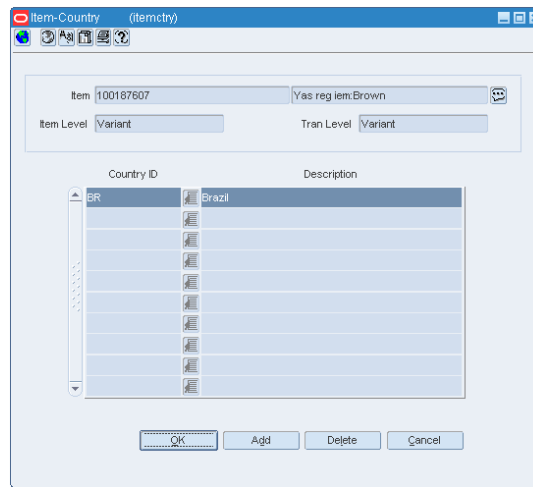 Item-Country (itemctry)
Item 100187607 Yas reg iem:Brown
Item Level Variant Tran Level Variant
Country ID Description
BR Brazil
OK Add Delete Cancel